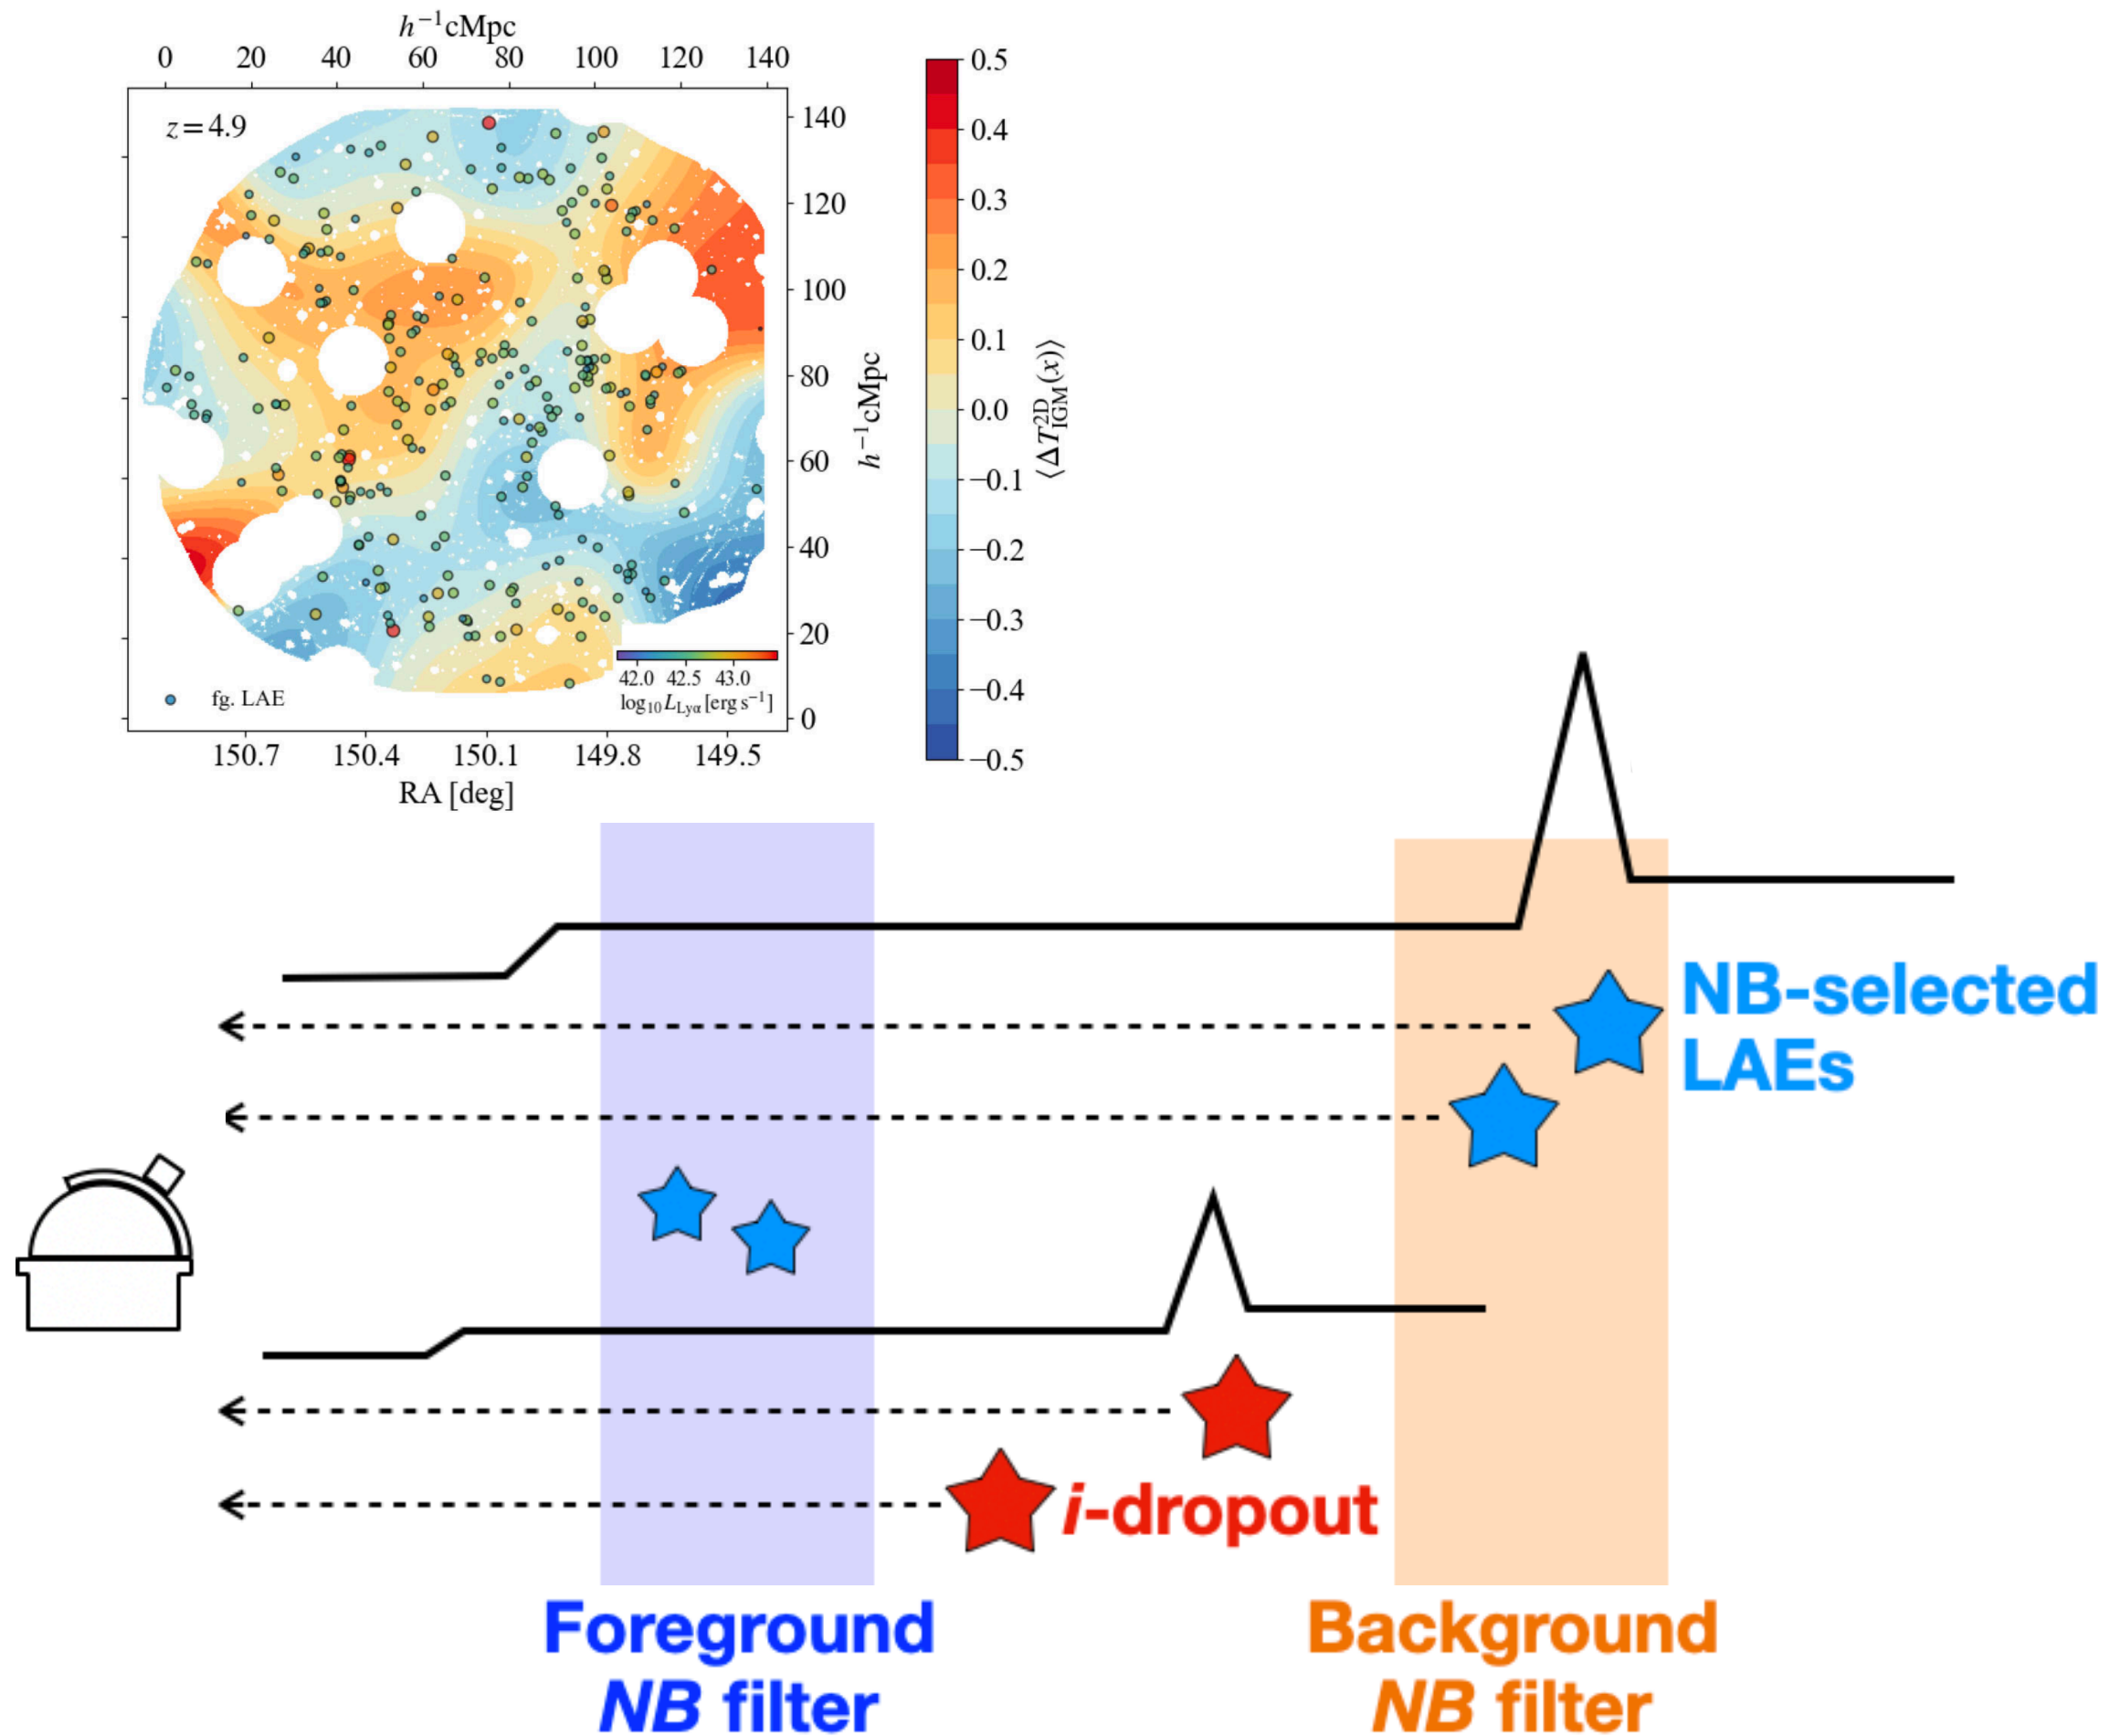 h⁻¹cMpc
0 20 40 60 80 100 120 140
z=4.9
140
120
100
80
60
40
20
0
h⁻¹cMpc
0.5
0.4
0.3
0.2
0.1
0.0
−0.1
−0.2
−0.3
−0.4
−0.5
⟨ΔT²ᴰ_IGM(x)⟩
fg. LAE
42.0 42.5 43.0
log₁₀ L_Lyα [erg s⁻¹]
150.7 150.4 150.1 149.8 149.5
RA [deg]
NB-selected
LAEs
i-dropout
Foreground
NB filter
Background
NB filter